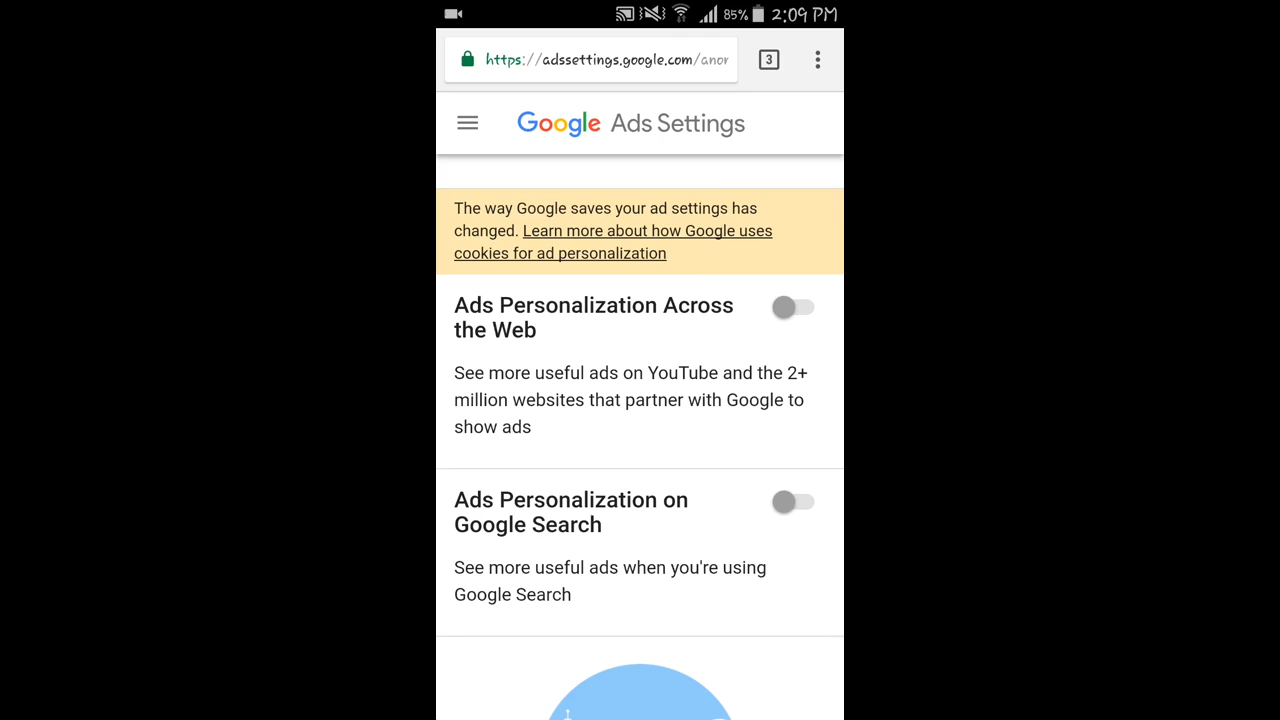 85% 2:09 PM
https://adssettings.google.com/anor
3
Google Ads Settings
The way Google saves your ad settings has
changed. Learn more about how Google uses
cookies for ad personalization
Ads Personalization Across
the Web
See more useful ads on YouTube and the 2+
million websites that partner with Google to
show ads
Ads Personalization on
Google Search
See more useful ads when you're using
Google Search